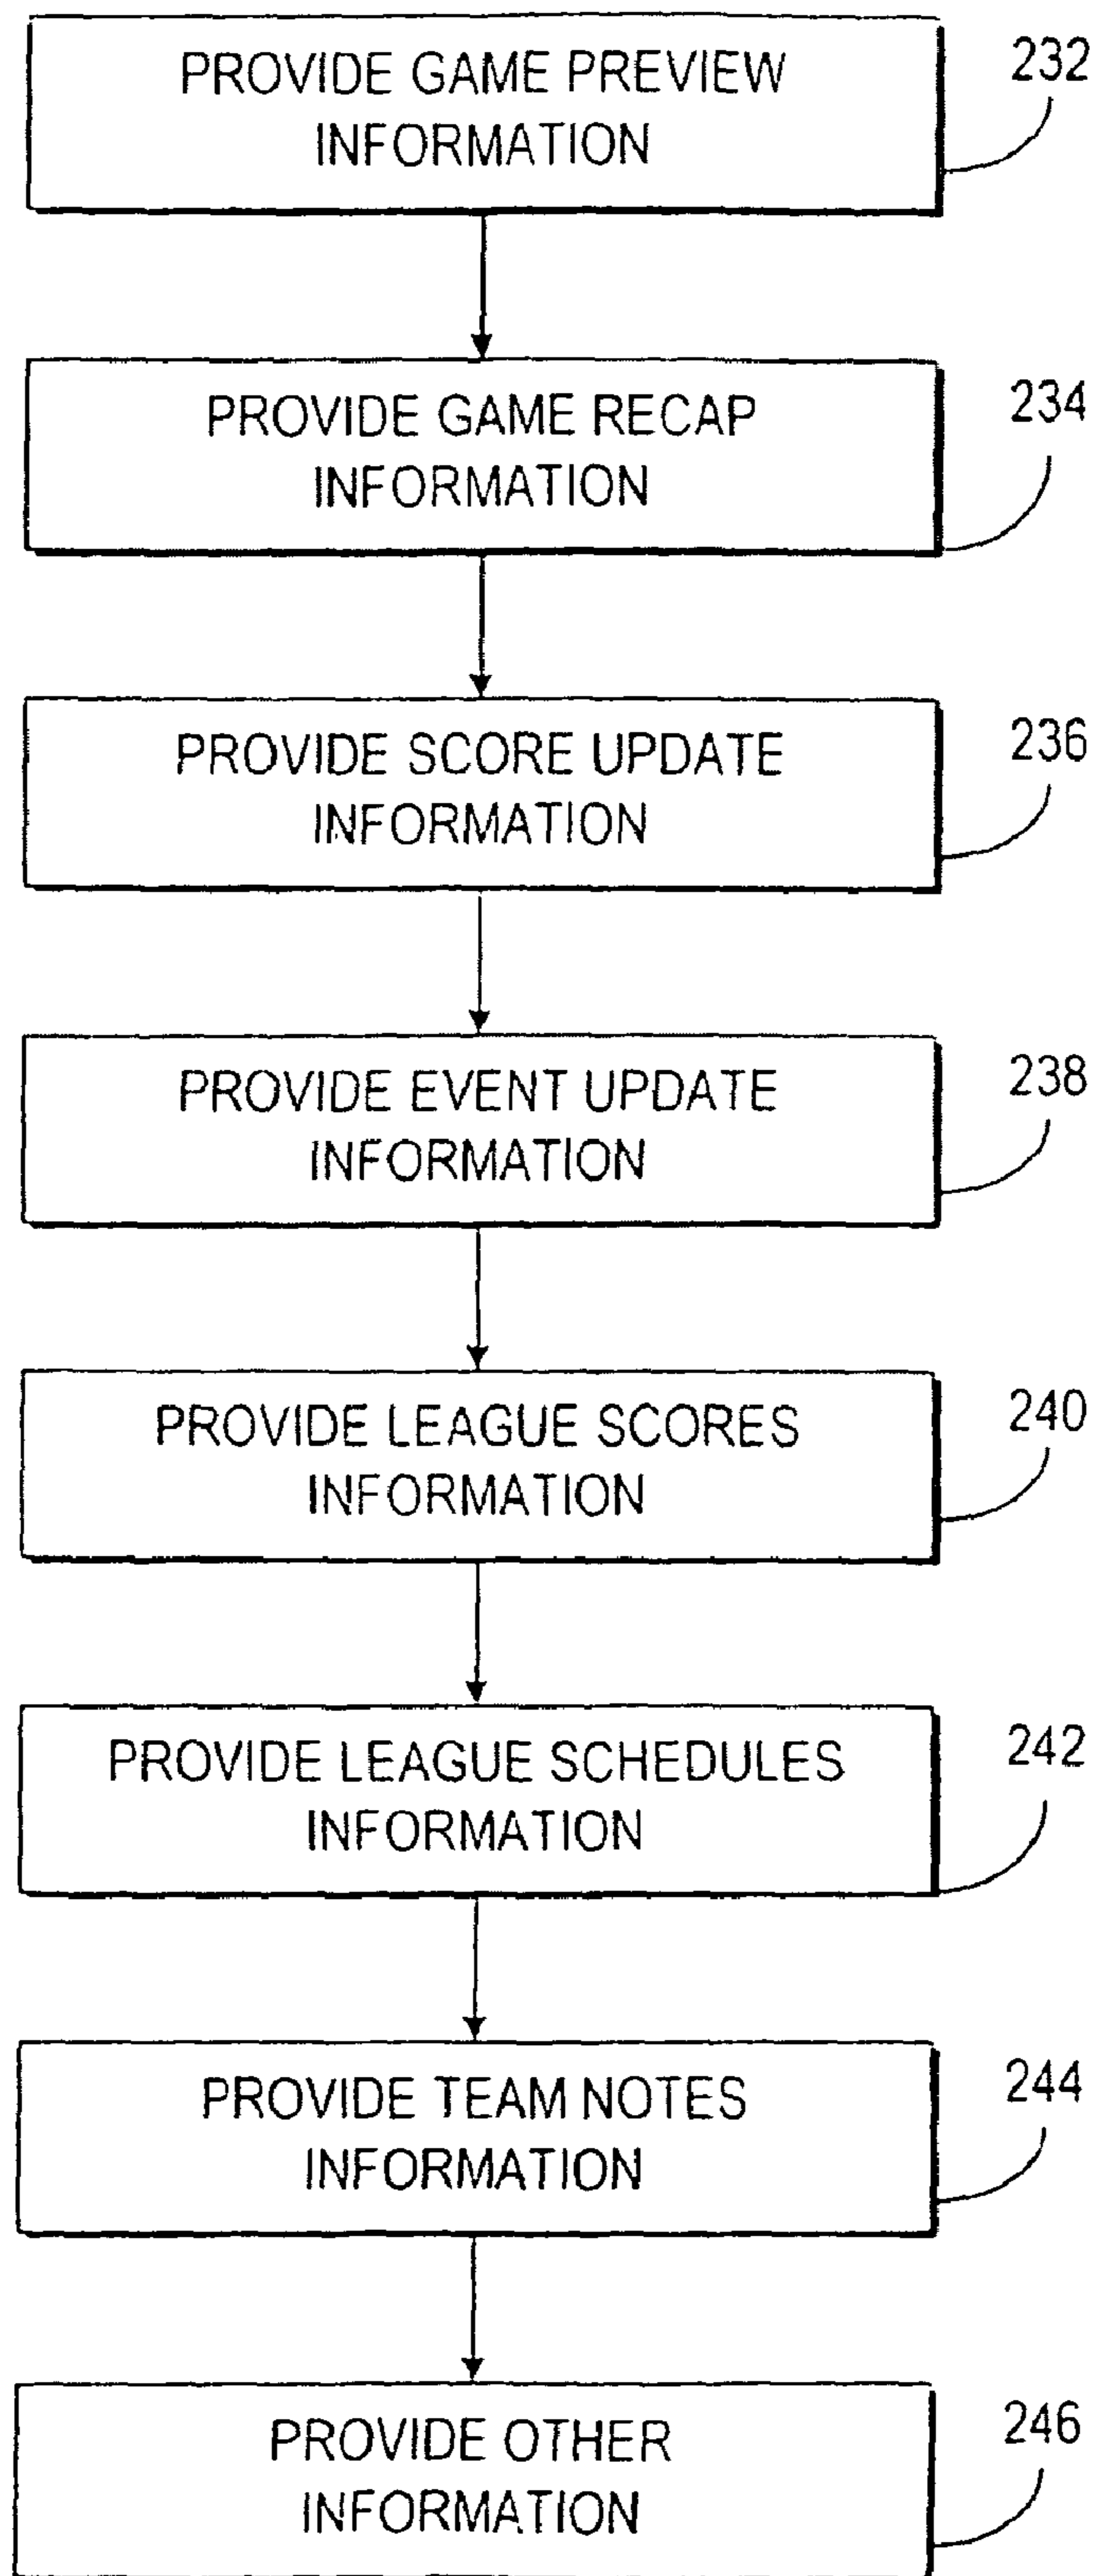 PROVIDE GAME PREVIEW
INFORMATION
232
PROVIDE GAME RECAP
INFORMATION
234
PROVIDE SCORE UPDATE
INFORMATION
236
PROVIDE EVENT UPDATE
INFORMATION
238
PROVIDE LEAGUE SCORES
INFORMATION
240
PROVIDE LEAGUE SCHEDULES
INFORMATION
242
PROVIDE TEAM NOTES
INFORMATION
244
PROVIDE OTHER
INFORMATION
246